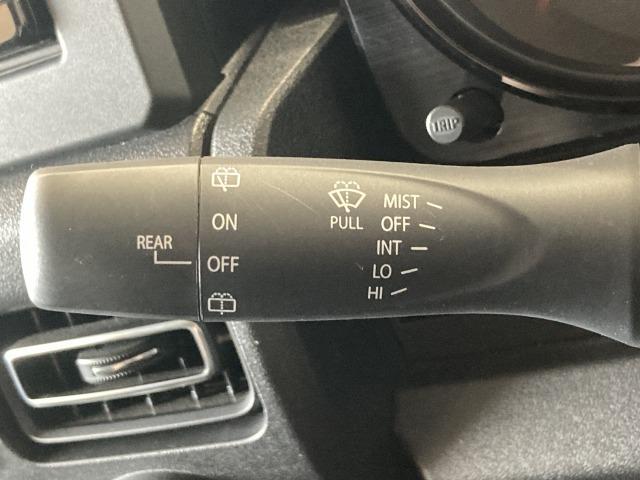 TRIP
REAR
ON
OFF
PULL
MIST
OFF
INT
LO
HI